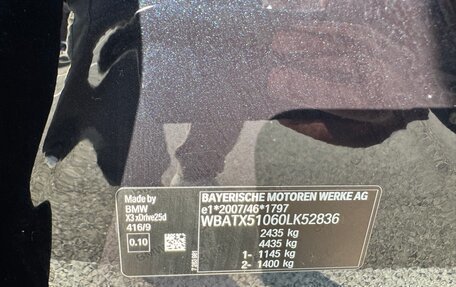 Made by
BMW
X3 xDrive25d
416/9
0.10
BAYERISCHE MOTOREN WERKE AG
e1*2007/46*1797
WBATX51060LK52836
2435 kg
4435 kg
1- 1145 kg
2- 1400 kg